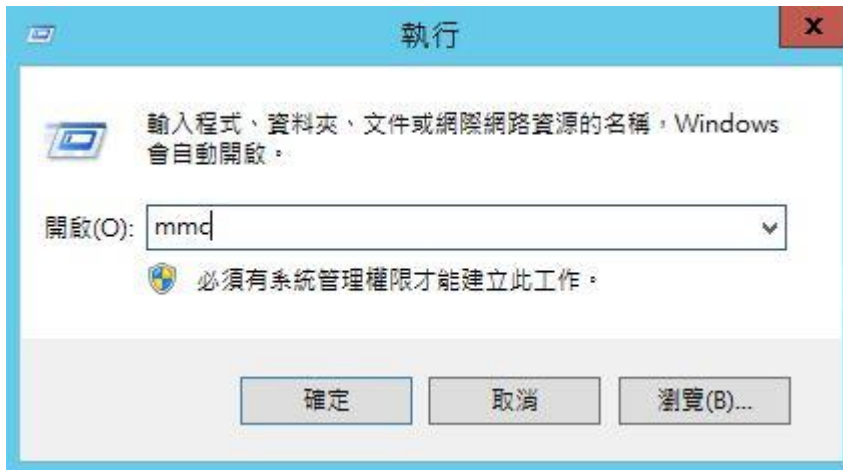 執行
x
輸入程式、資料夾、文件或網際網路資源的名稱，Windows
會自動開啟。
開啟(O):
mmc
必須有系統管理權限才能建立此工作。
確定
取消
瀏覽(B)...